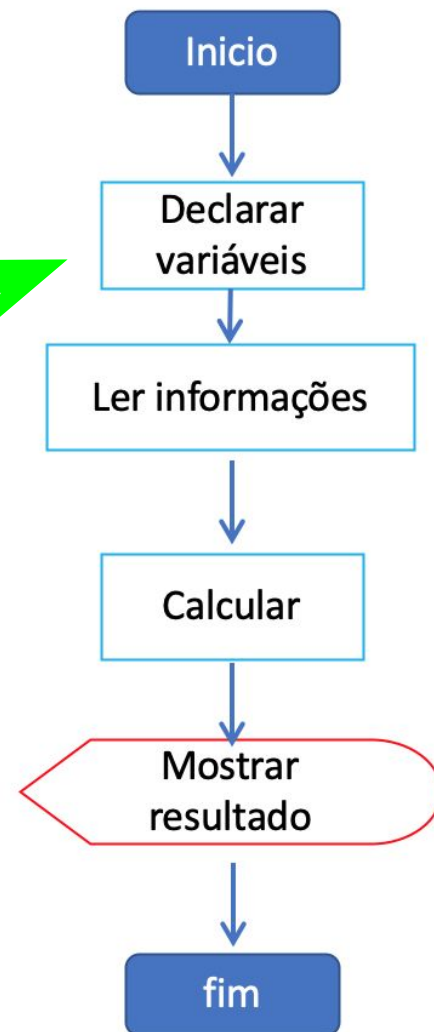 Inicio
Declarar
variáveis
Ler informações
Calcular
Mostrar
resultado
fim